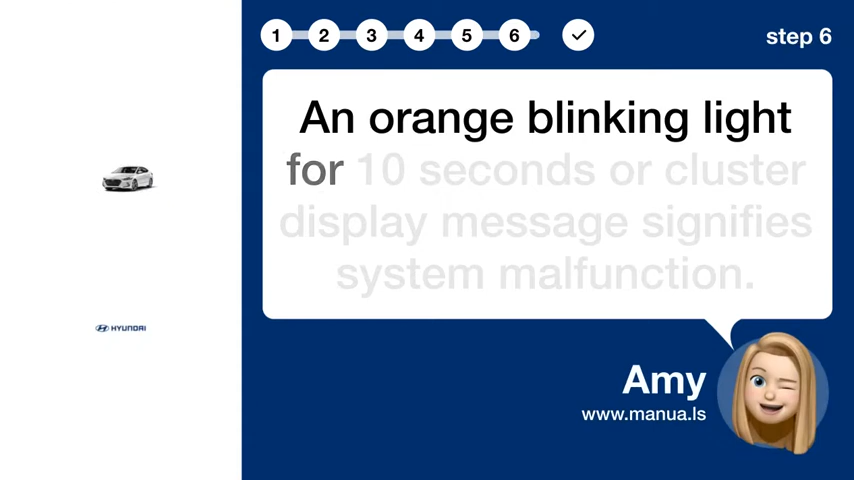 1 2 3 4 5 6
step 6
An orange blinking light
for 10 seconds or cluster
display message signifies
system malfunction.
HYUNDAI
Amy
www.manua.ls